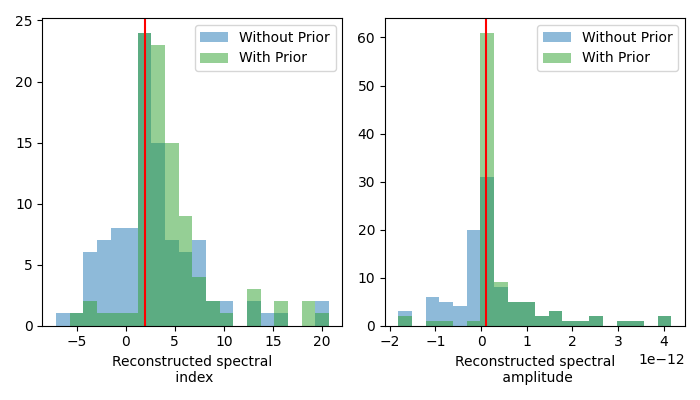 Without Prior
With Prior
25
20
15
10
5
0
−5
0
5
10
15
20
Reconstructed spectral
index
Without Prior
With Prior
60
50
40
30
20
10
0
−2
−1
0
1
2
3
4
1e−12
Reconstructed spectral
amplitude